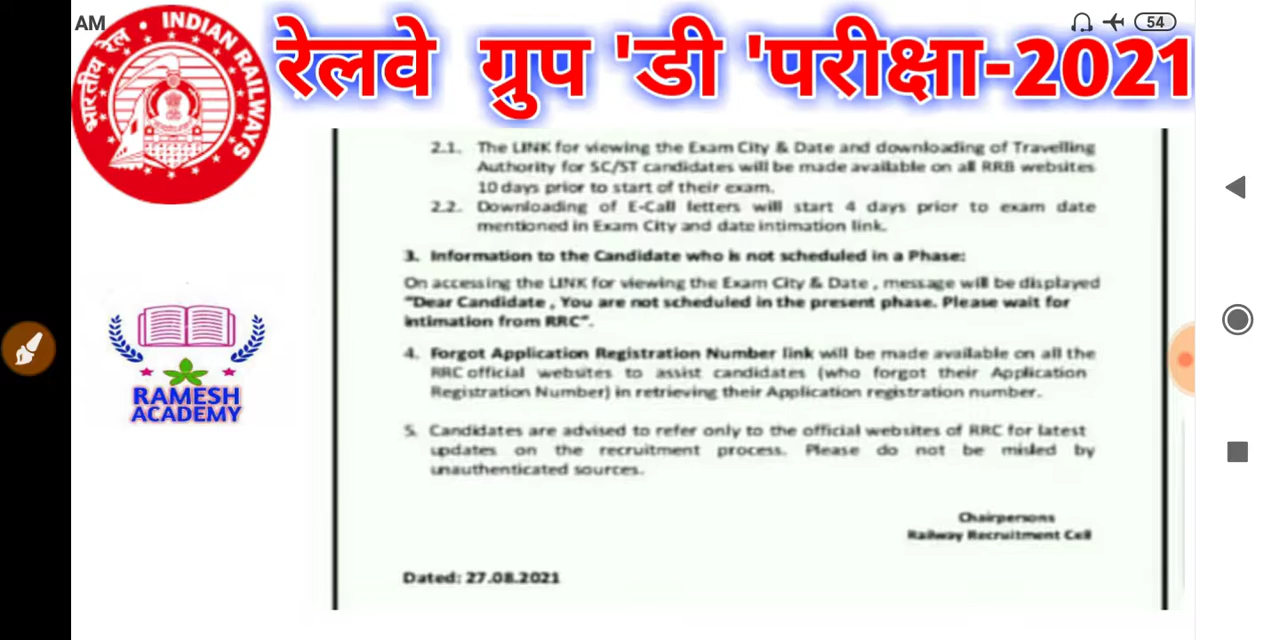 AM
54
भारतीय रेल
INDIAN RAILWAYS
रेलवे ग्रुप 'डी 'परीक्षा-2021
2.1. The LINK for viewing the Exam City & Date and downloading of Travelling
Authority for SC/ST candidates will be made available on all RRB websites
10 days prior to start of their exam.
2.2. Downloading of E-Call letters will start 4 days prior to exam date
mentioned in Exam City and date intimation link.
3. Information to the Candidate who is not scheduled in a Phase:
On accessing the LINK for viewing the Exam City & Date , message will be displayed
"Dear Candidate , You are not scheduled in the present phase. Please wait for
intimation from RRC".
4. Forgot Application Registration Number link will be made available on all the
RRC official websites to assist candidates (who forgot their Application
Registration Number) in retrieving their Application registration number.
5. Candidates are advised to refer only to the official websites of RRC for latest
updates on the recruitment process. Please do not be misled by
unauthenticated sources.
Chairpersons
Railway Recruitment Cell
Dated: 27.08.2021
RAMESH
ACADEMY